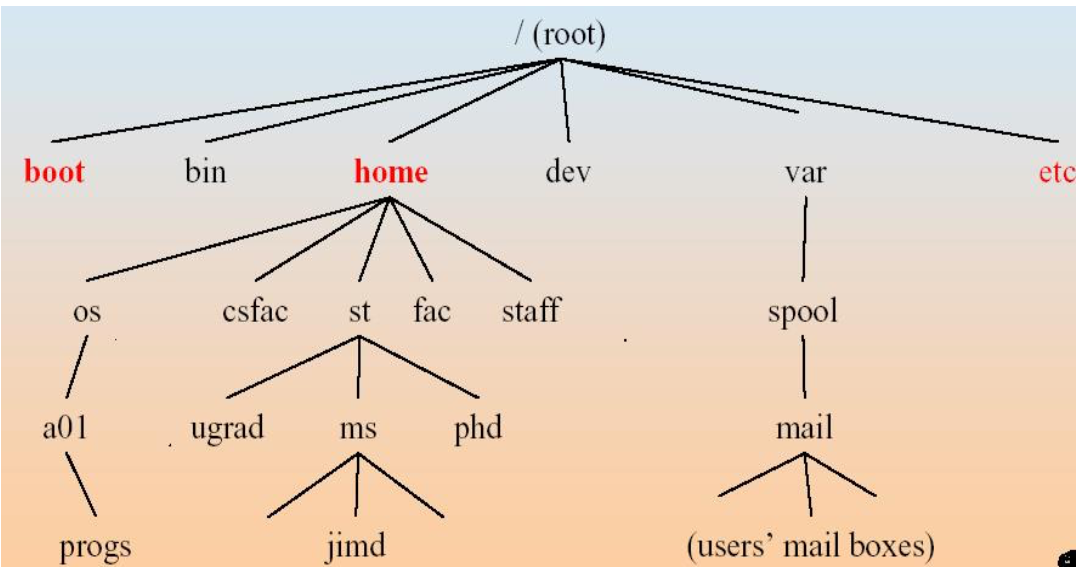 / (root)
boot bin home dev var etc
os csfac st fac staff spool
a01 ugrad ms phd mail
progs jimd (users’ mail boxes)